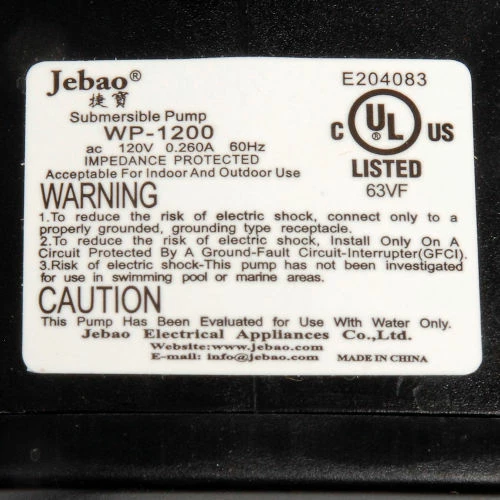 Jebao®
捷寶
E204083
Submersible Pump
WP-1200
ac 120V 0.260A 60Hz
IMPEDANCE PROTECTED
Acceptable For Indoor And Outdoor Use
C UL US
®
LISTED
63VF
WARNING
1.To reduce the risk of electric shock, connect only to a
properly grounded, grounding type receptacle.
2.To reduce the risk of electric shock, Install Only On A
Circuit Protected By A Ground-Fault Circuit-Interrupter(GFCI).
3.Risk of electric shock-This pump has not been investigated
for use in swimming pool or marine areas.
CAUTION
This Pump Has Been Evaluated for Use With Water Only.
Jebao Electrical Appliances Co.,Ltd.
Website:www.jebao.com
E-mail: info@jebao.com
MADE IN CHINA